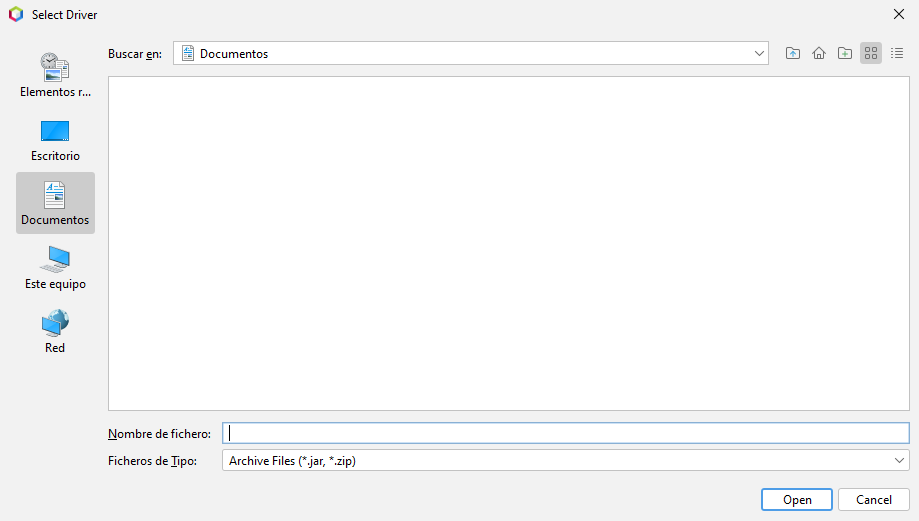 Select Driver
Buscar en:
Documentos
Elementos r...
Escritorio
Documentos
Este equipo
Red
Nombre de fichero:
Ficheros de Tipo:
Archive Files (*.jar, *.zip)
Open
Cancel